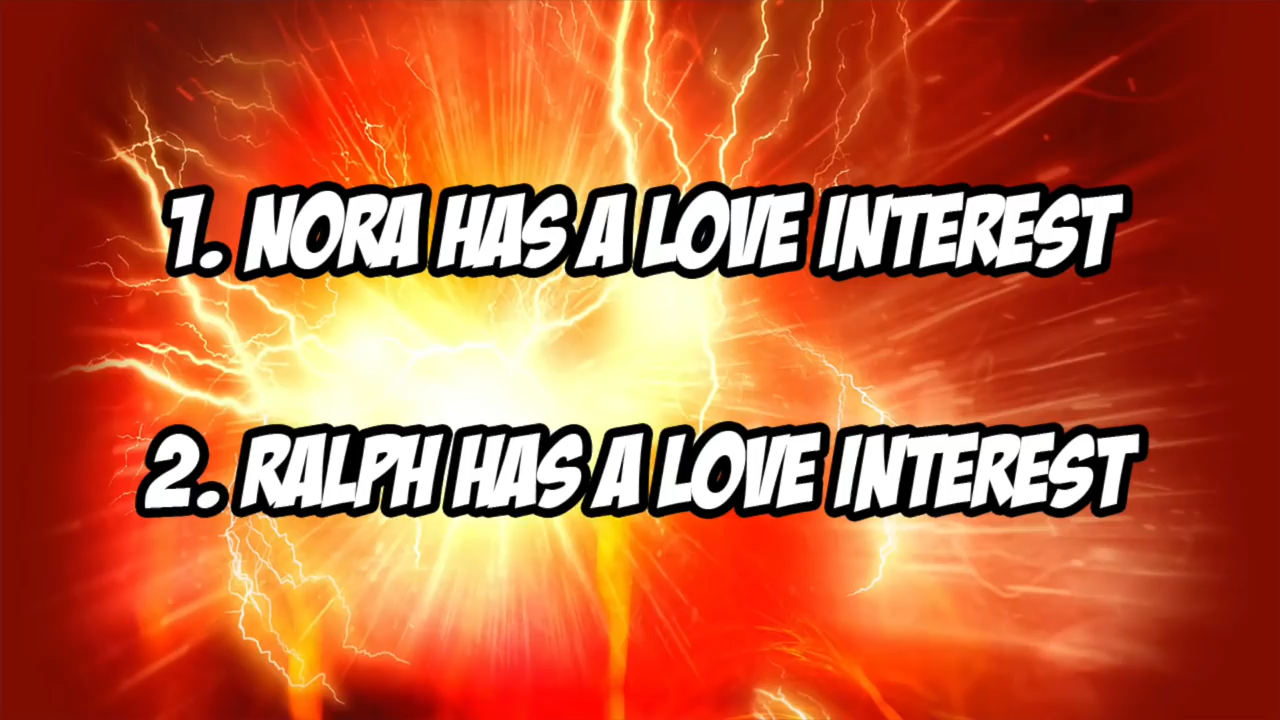 1. NORA HAS A LOVE INTEREST
2. RALPH HAS A LOVE INTEREST